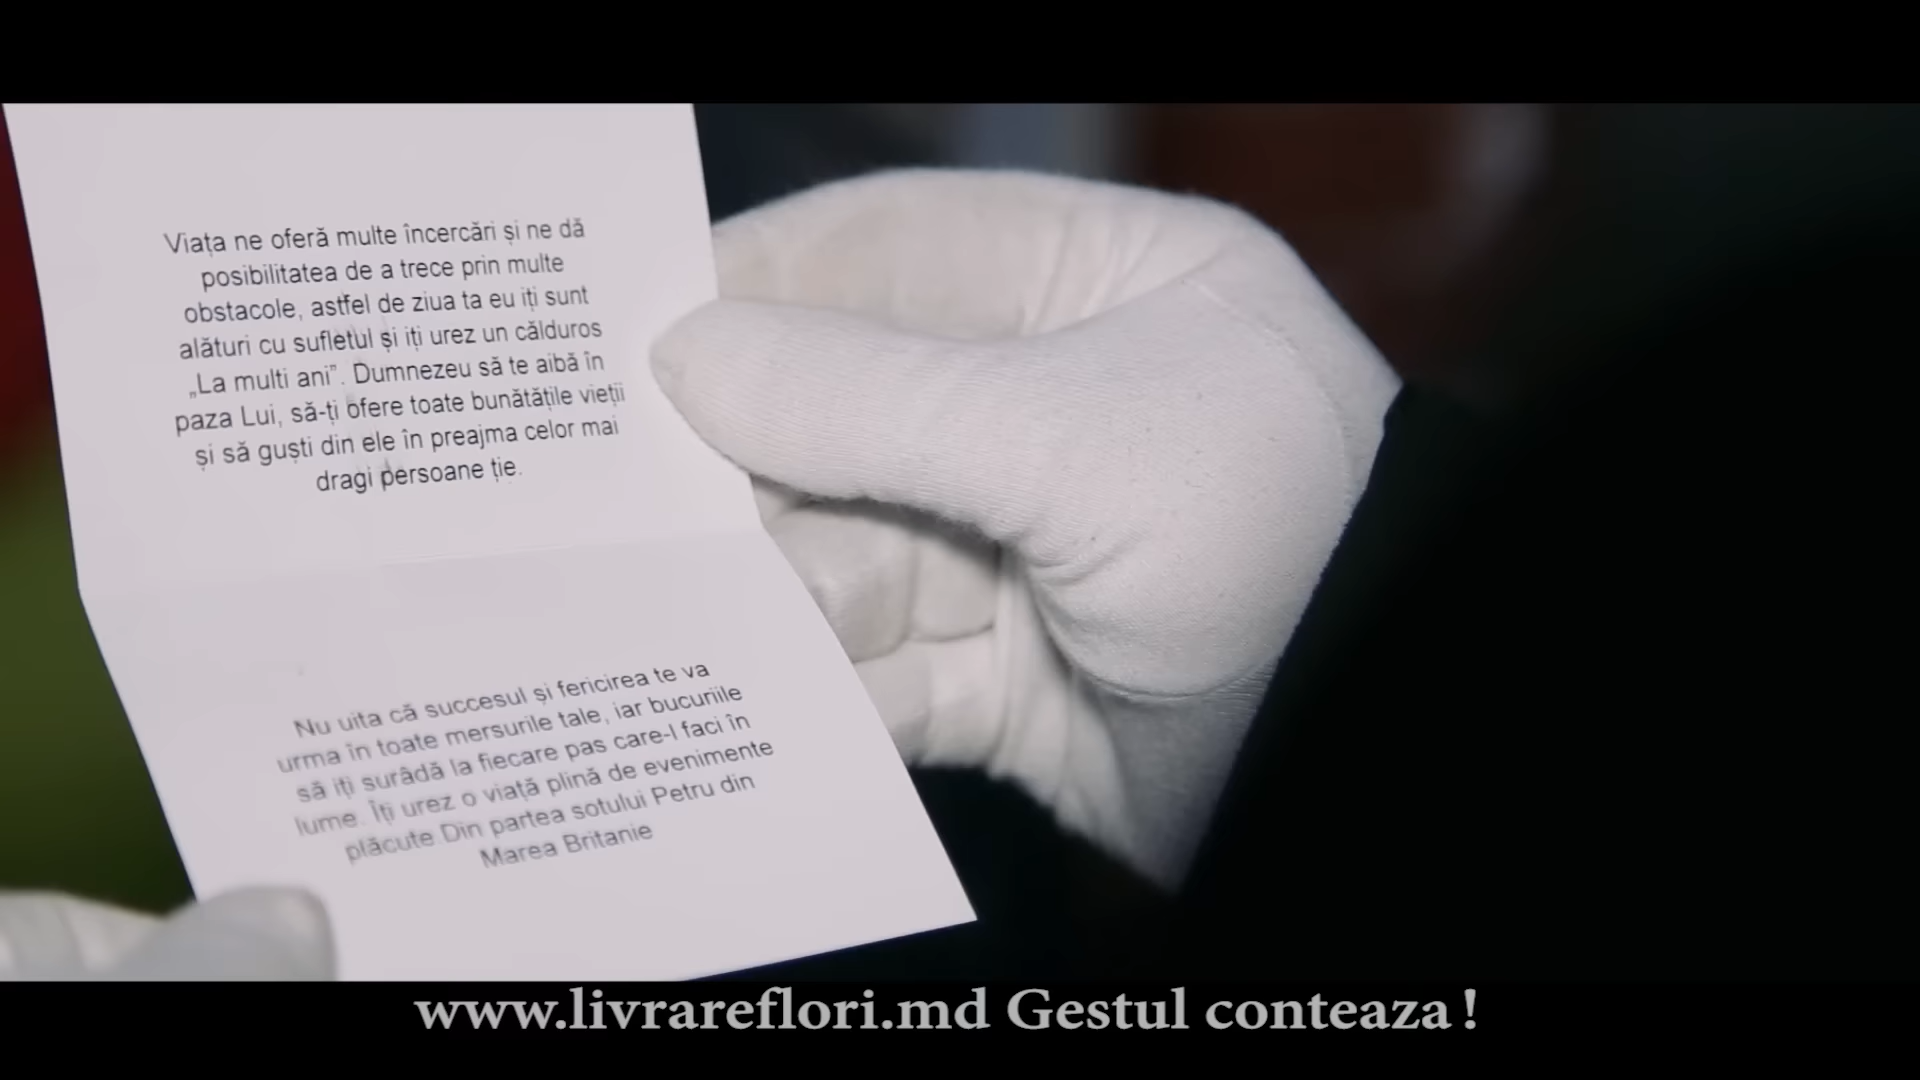 Viața ne oferă multe încercări și ne dă
posibilitatea de a trece prin multe
obstacole, astfel de ziua ta eu iți sunt
alături cu sufletul și iți urez un călduros
„La multi ani”. Dumnezeu să te aibă în
paza Lui, să-ți ofere toate bunătățile vieții
și să guști din ele în preajma celor mai
dragi persoane ție.
Nu uita că succesul și fericirea te va
urma în toate mersurile tale, iar bucuriile
să iți surâdă la fiecare pas care-l faci în
lume. Îți urez o viață plină de evenimente
plăcute.Din partea sotului Petru din
Marea Britanie
www.livrareflori.md Gestul conteaza !